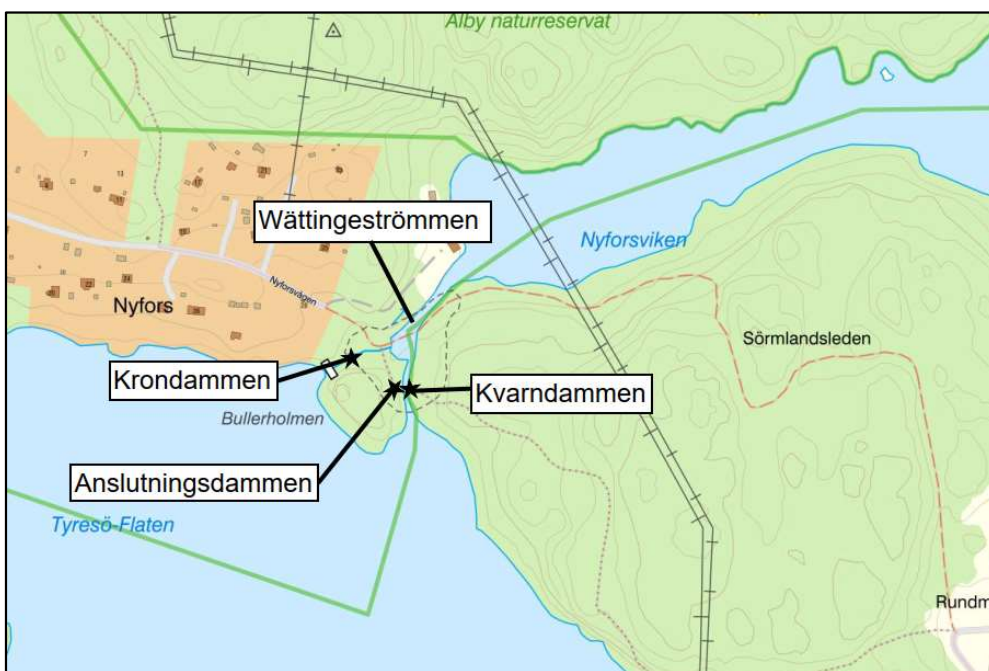 Alby naturreservat
Wättingeströmmen
Nyforsviken
Nyforsvägen
Nyfors
Sörmlandsleden
Krondammen
Kvarndammen
Bullerholmen
Anslutningsdammen
Tyresö-Flaten
Rundm